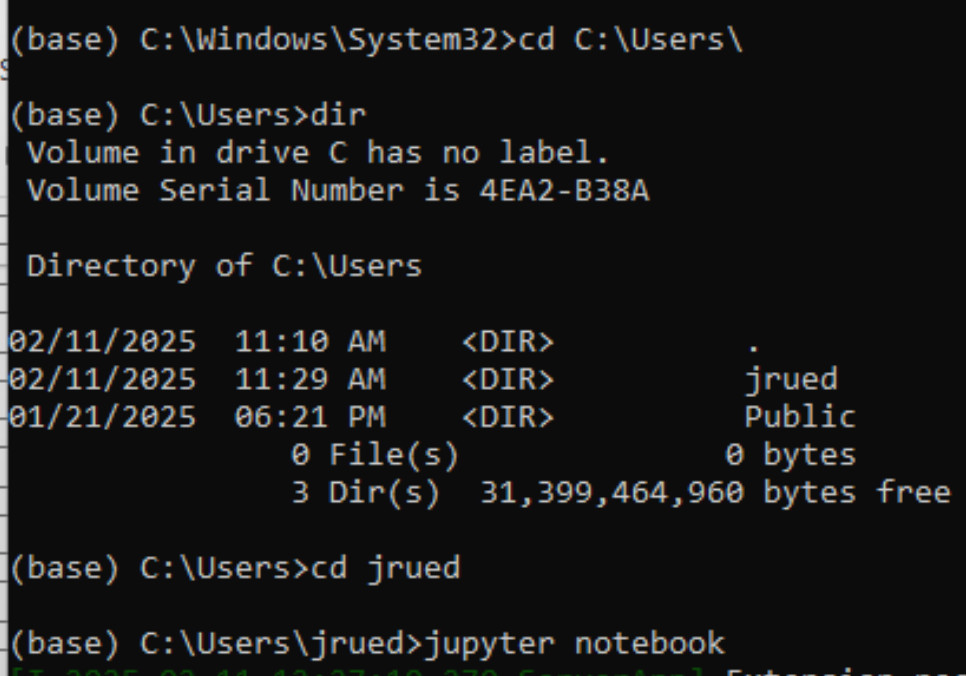 (base) C:\Windows\System32>cd C:\Users\
(base) C:\Users>dir
Volume in drive C has no label.
Volume Serial Number is 4EA2-B38A
Directory of C:\Users
02/11/2025  11:10 AM    <DIR>          .
02/11/2025  11:29 AM    <DIR>          jrued
01/21/2025  06:21 PM    <DIR>          Public
0 File(s)              0 bytes
3 Dir(s)  31,399,464,960 bytes free
(base) C:\Users>cd jrued
(base) C:\Users\jrued>jupyter notebook